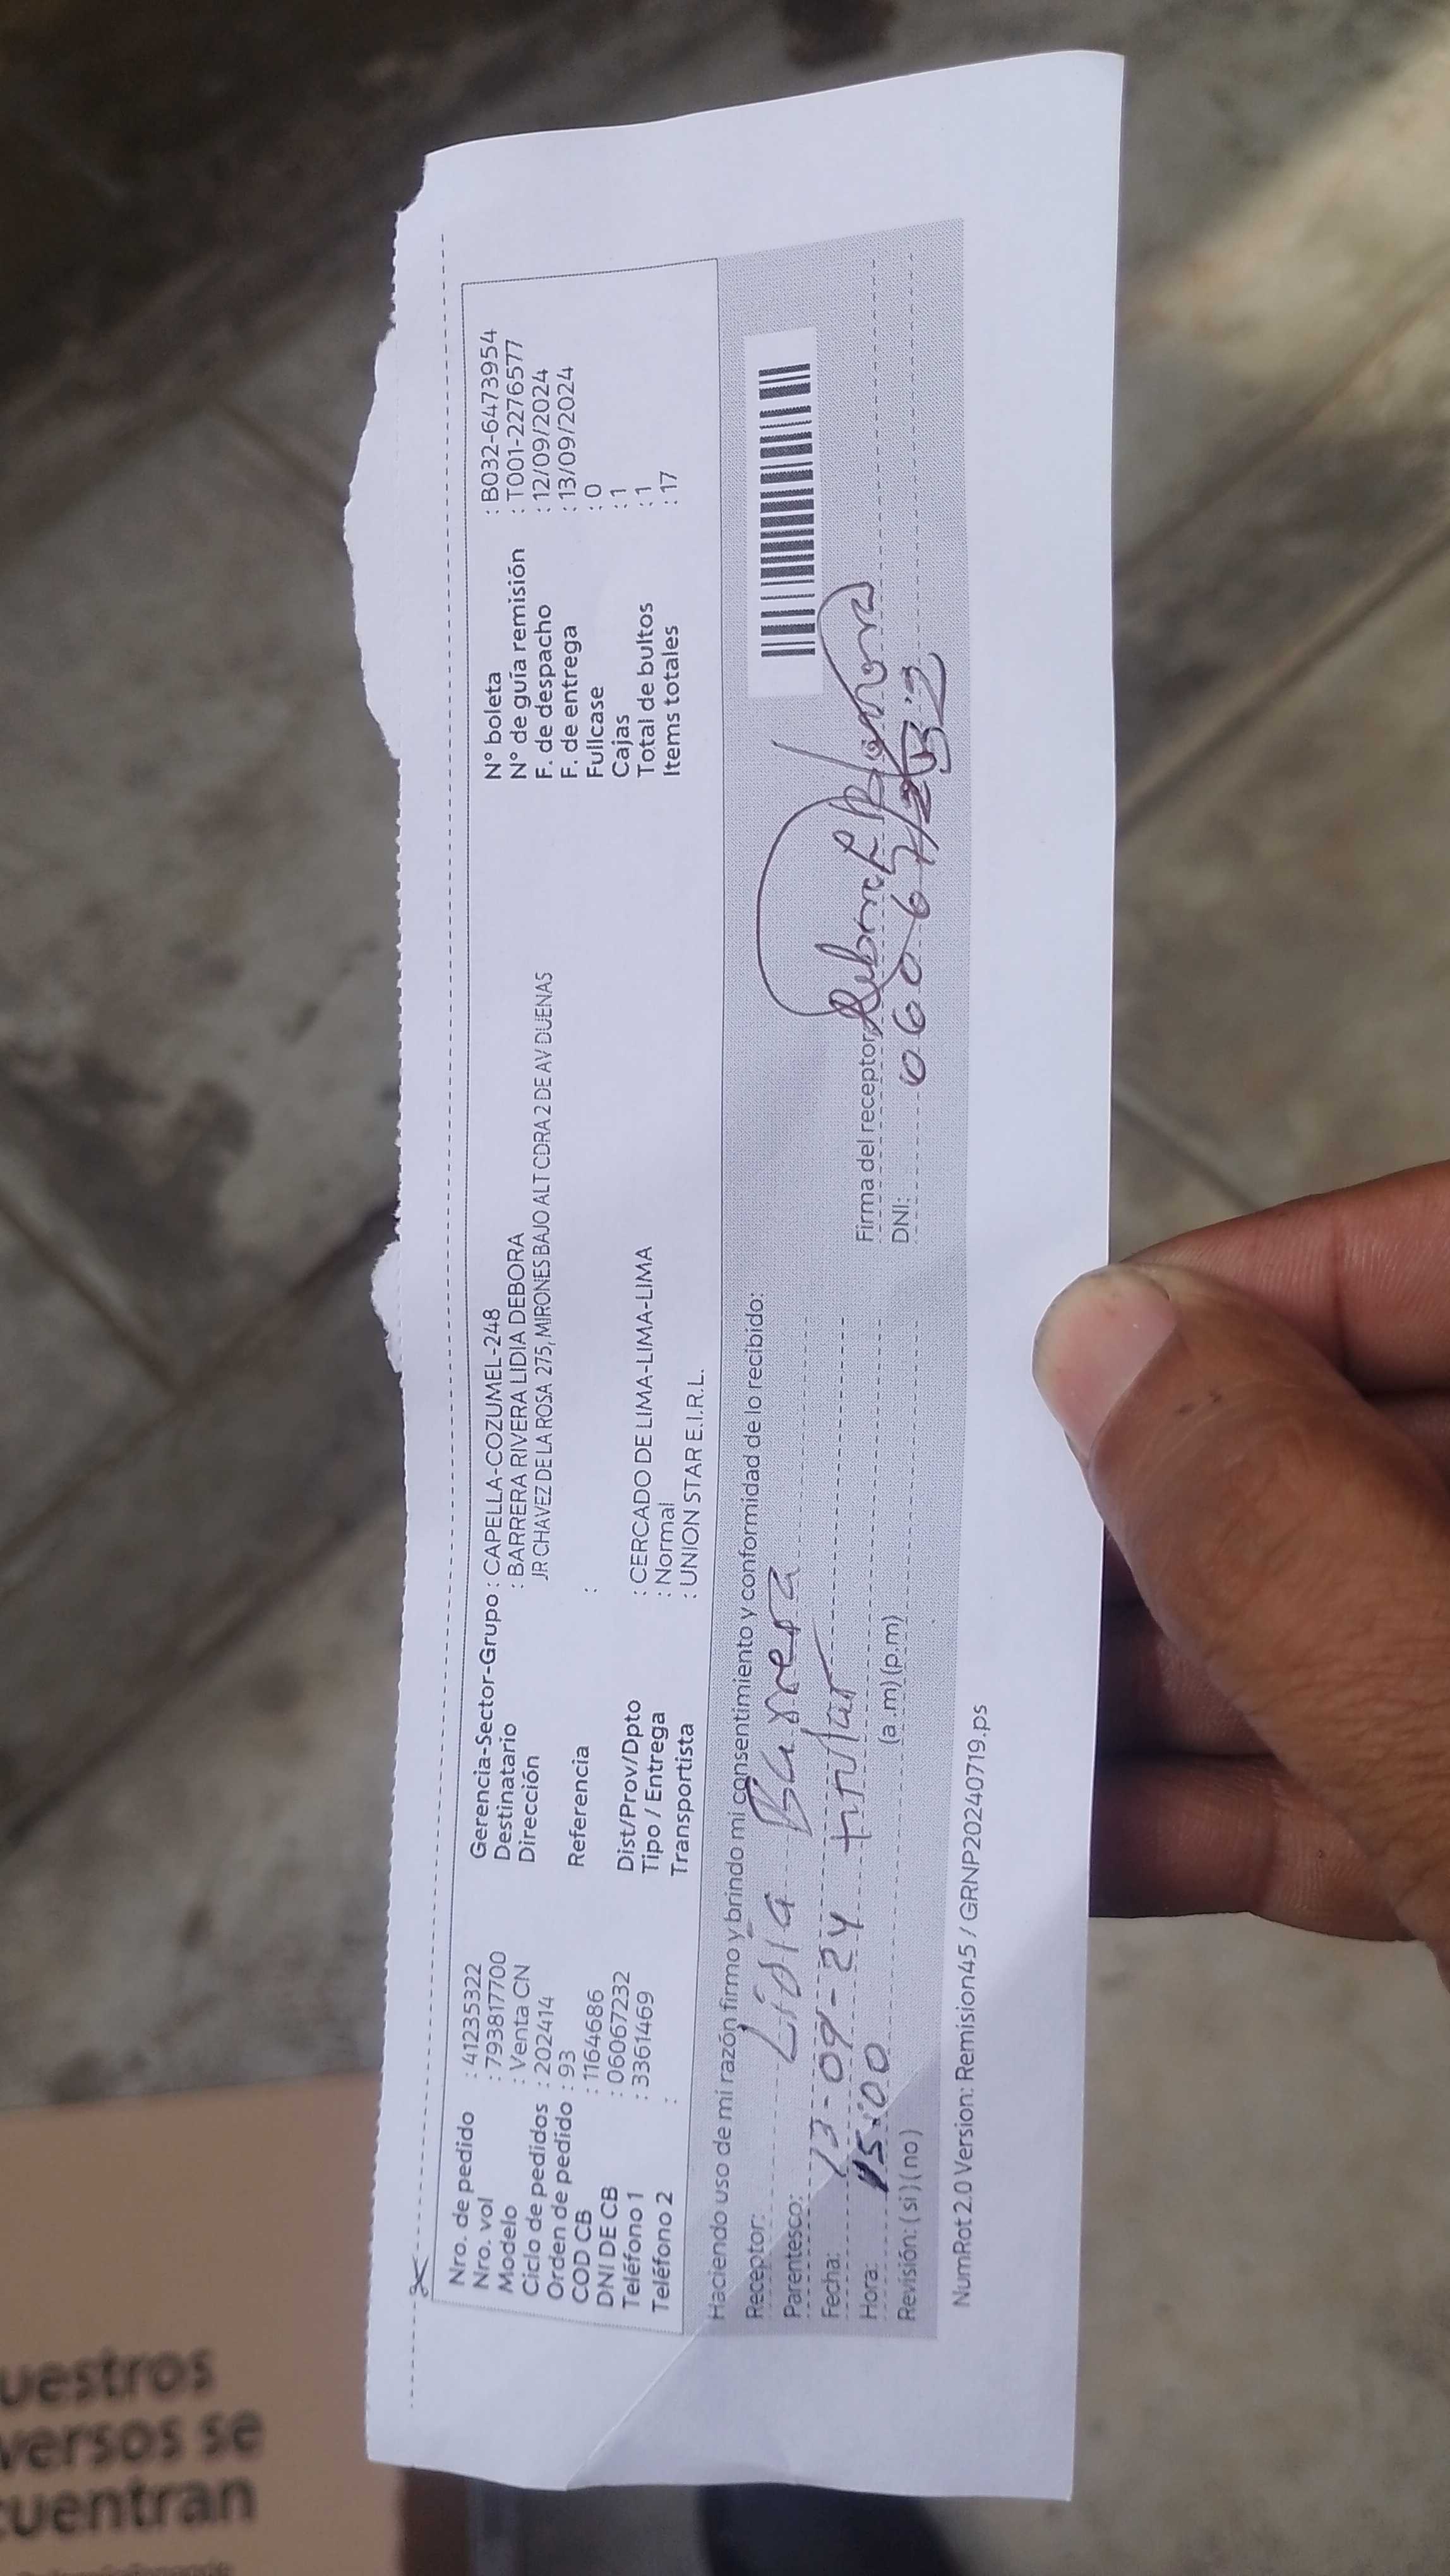 Nro. de pedido : 41235322
Nro. vol : 793817700
Modelo : Venta CN
Ciclo de pedidos : 202414
Orden de pedido : 93
COD CB : 1164686
DNI DE CB : 06067232
Teléfono 1 : 3361469
Teléfono 2 :
Gerencia-Sector-Grupo : CAPELLA-COZUMEL-248
Destinatario : BARRERA RIVERA LIDIA DEBORA
Dirección JR CHAVEZ DE LA ROSA 275, MIRONES BAJO ALT CDRA 2 DE AV DUENAS
Referencia :
Dist/Prov/Dpto : CERCADO DE LIMA-LIMA-LIMA
Tipo / Entrega : Normal
Transportista : UNION STAR E.I.R.L.
N° boleta : B032-6473954
N° de guía remisión : T001-2276577
F. de despacho : 12/09/2024
F. de entrega : 13/09/2024
Fullcase : 0
Cajas : 1
Total de bultos : 1
Items totales : 17
Haciendo uso de mi razón firmo y brindo mi consentimiento y conformidad de lo recibido:
Receptor: Lidia Barrera
Parentesco: titular
Fecha: 13-09-24
Hora: 15:00 (a.m) (p.m)
Revisión: ( si ) ( no )
Firma del receptor:
DNI: 06067232
NumRot 2.0 Version: Remision45 / GRNP20240719.ps
uestros
versos se
cuentran